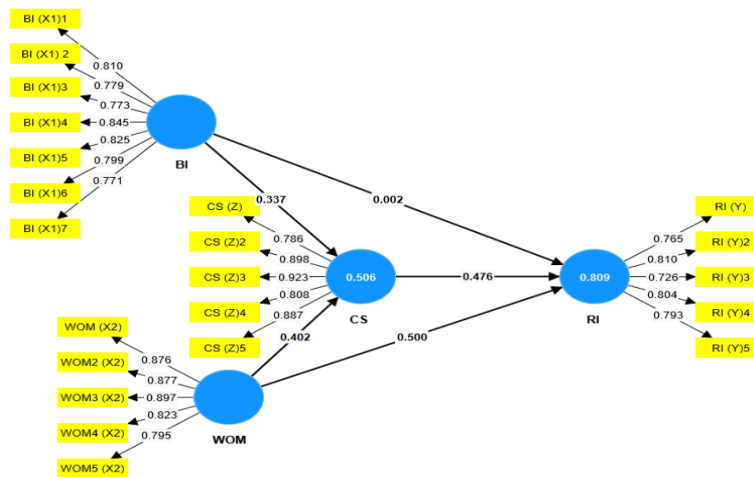 BI (X1)1
BI (X1) 2
BI (X1)3
BI (X1)4
BI (X1)5
BI (X1)6
BI (X1)7
0.810
0.779
0.773
0.845
0.825
0.799
0.771
BI
0.337
0.002
CS (Z)
CS (Z)2
CS (Z)3
CS (Z)4
CS (Z)5
0.786
0.898
0.923
0.808
0.887
0.506
CS
0.476
0.402
0.500
WOM (X2)
WOM2 (X2)
WOM3 (X2)
WOM4 (X2)
WOM5 (X2)
0.876
0.877
0.897
0.823
0.795
WOM
0.809
RI
0.765
0.810
0.726
0.804
0.793
RI (Y)
RI (Y)2
RI (Y)3
RI (Y)4
RI (Y)5